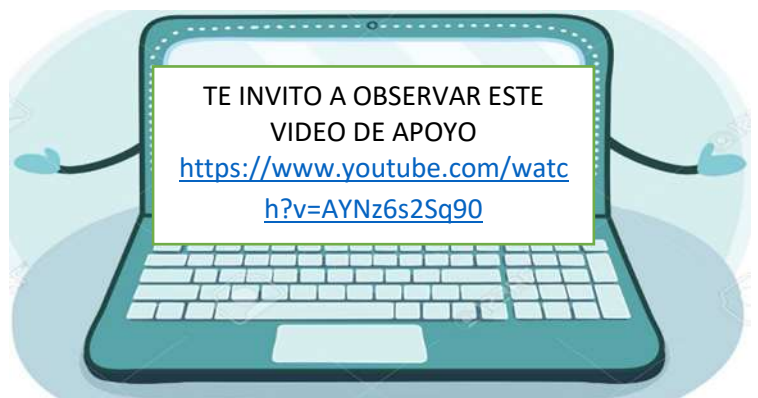 TE INVITO A OBSERVAR ESTE
VIDEO DE APOYO
https://www.youtube.com/watc
h?v=AYNz6s2Sq90